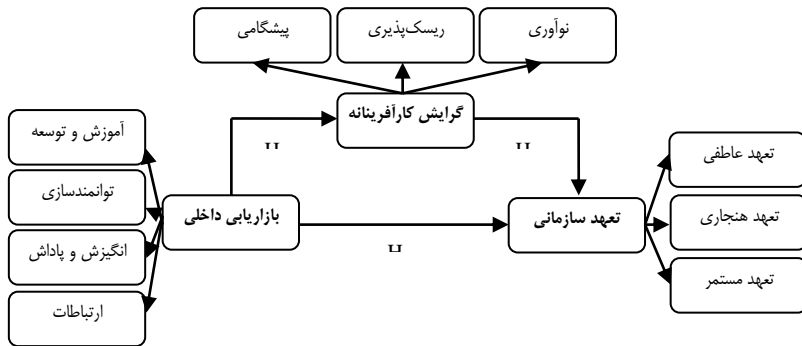 نوآوری
ریسک‌پذیری
پیشگامی
گرایش کارآفرینانه
آموزش و توسعه
توانمندسازی
انگیزش و پاداش
ارتباطات
بازاریابی داخلی
تعهد سازمانی
تعهد عاطفی
تعهد هنجاری
تعهد مستمر